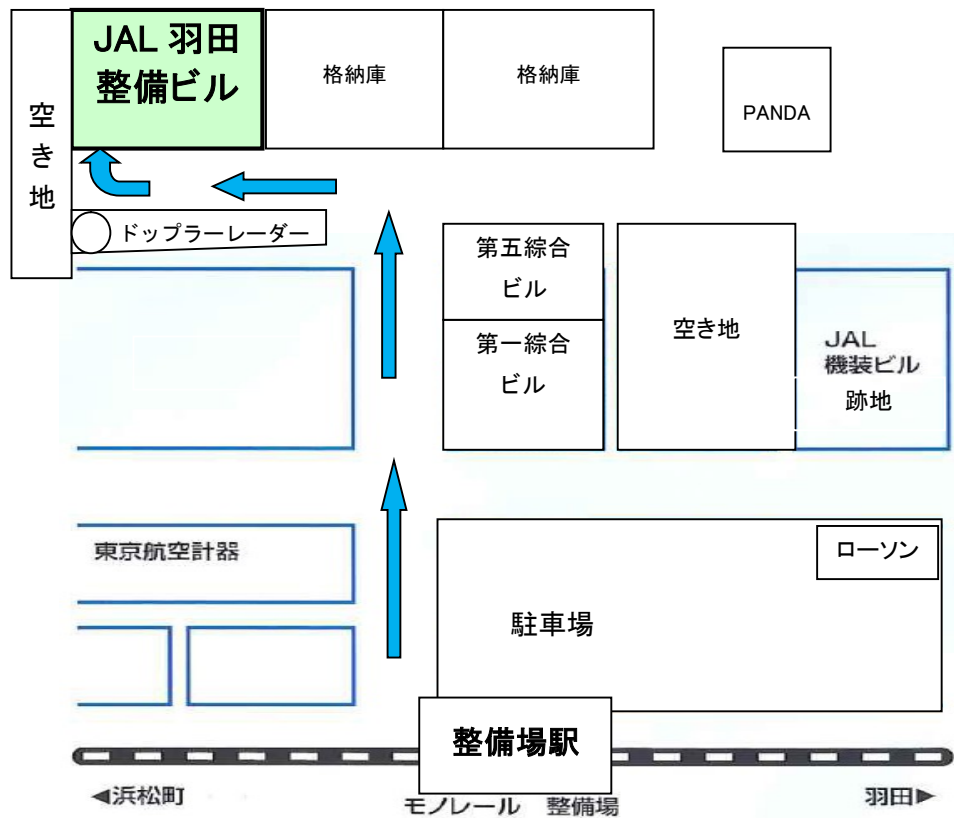 JAL 羽田
整備ビル
格納庫
格納庫
PANDA
空き地
ドップラーレーダー
第五綜合
ビル
第一綜合
ビル
空き地
JAL
機装ビル
跡地
東京航空計器
ローソン
駐車場
整備場駅
◀浜松町
モノレール 整備場
羽田▶